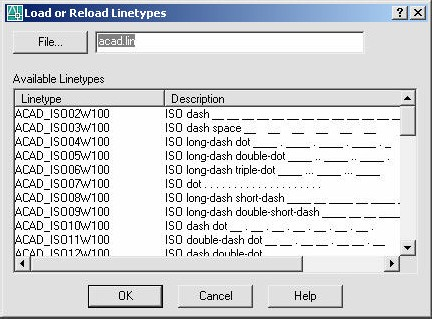 Load or Reload Linetypes
File... acad.lin
Available Linetypes
Linetype Description
ACAD_ISO02W100 ISO dash __ __ __ __ __ __ __ __ __ __
ACAD_ISO03W100 ISO dash space __ __ __ __ __ __
ACAD_ISO04W100 ISO long-dash dot ____ . ____ . ____ . ____ .
ACAD_ISO05W100 ISO long-dash double-dot ____ .. ____ .. ____ .
ACAD_ISO06W100 ISO long-dash triple-dot ____ ... ____ ... ____
ACAD_ISO07W100 ISO dot . . . . . . . . . . . . . . . . . . . .
ACAD_ISO08W100 ISO long-dash short-dash ____ __ ____ __ ____
ACAD_ISO09W100 ISO long-dash double-short-dash ____ __ __ ____
ACAD_ISO10W100 ISO dash dot __ . __ . __ . __ . __ . __ .
ACAD_ISO11W100 ISO double-dash dot __ __ . __ __ . __ __ .
ACAD_ISO12W100 ISO dash double-dot
OK Cancel Help